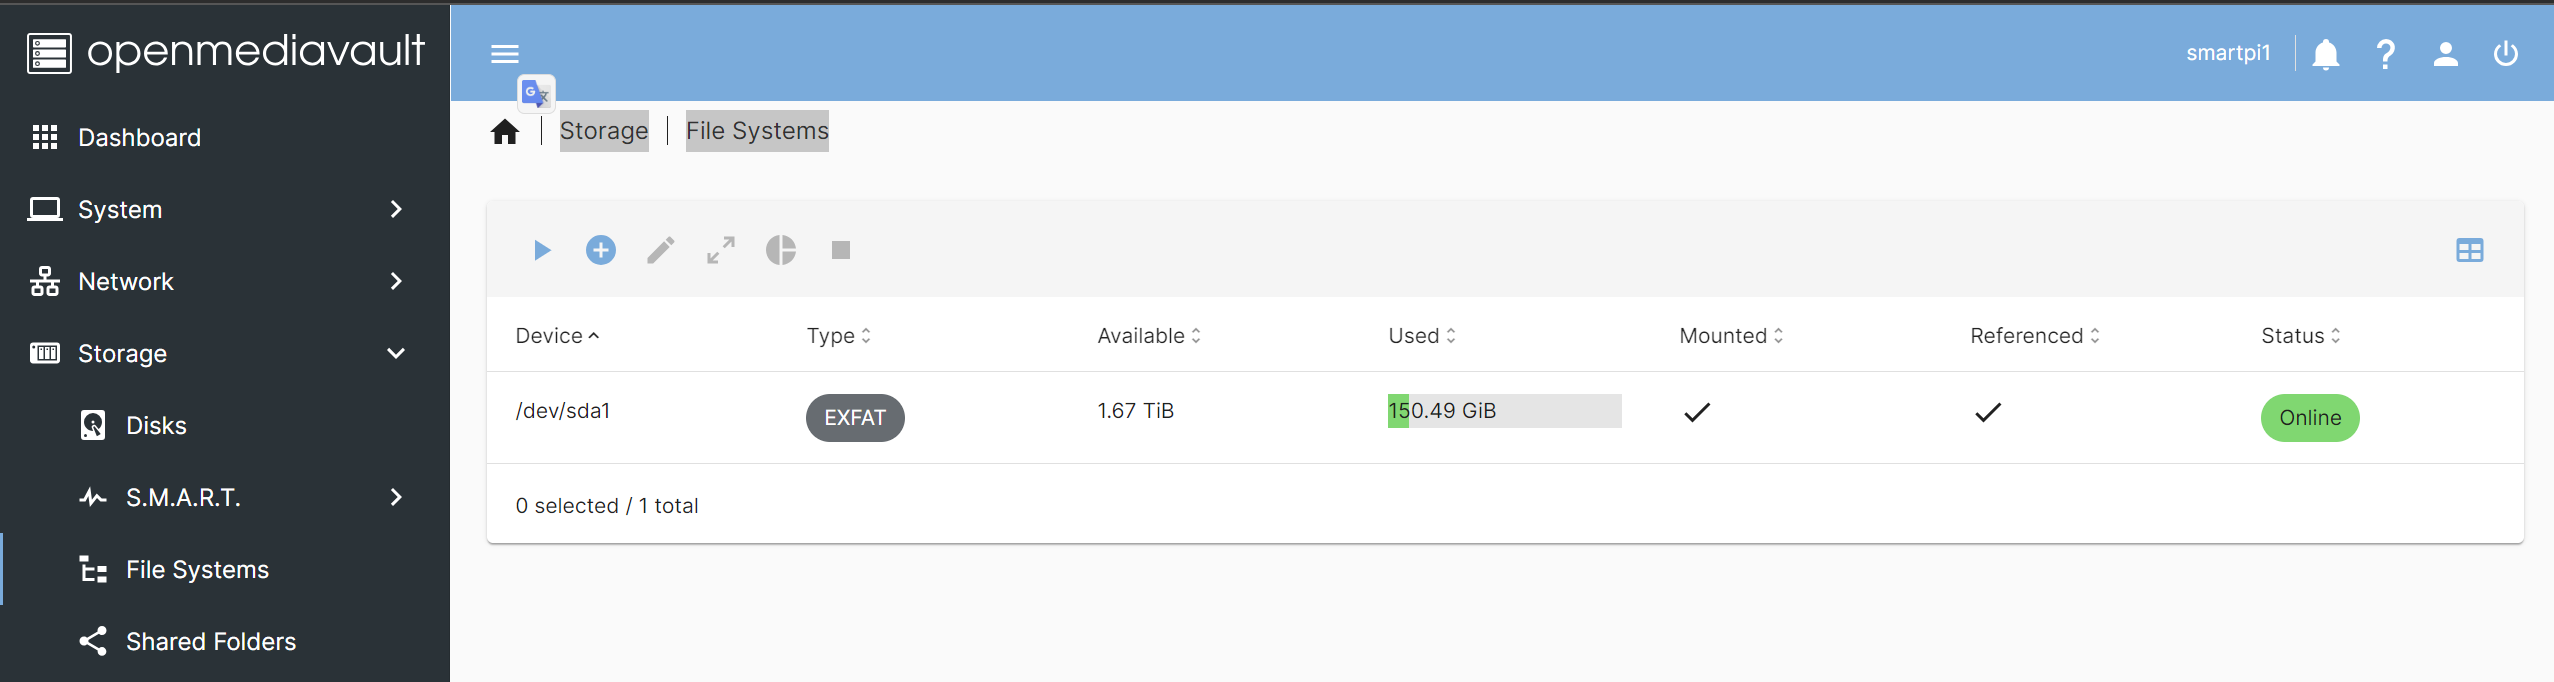 openmediavault
smartpi1
Dashboard
System
Network
Storage
Disks
S.M.A.R.T.
File Systems
Shared Folders
Storage | File Systems
Device Type Available Used Mounted Referenced Status
/dev/sda1 EXFAT 1.67 TiB 150.49 GiB Online
0 selected / 1 total